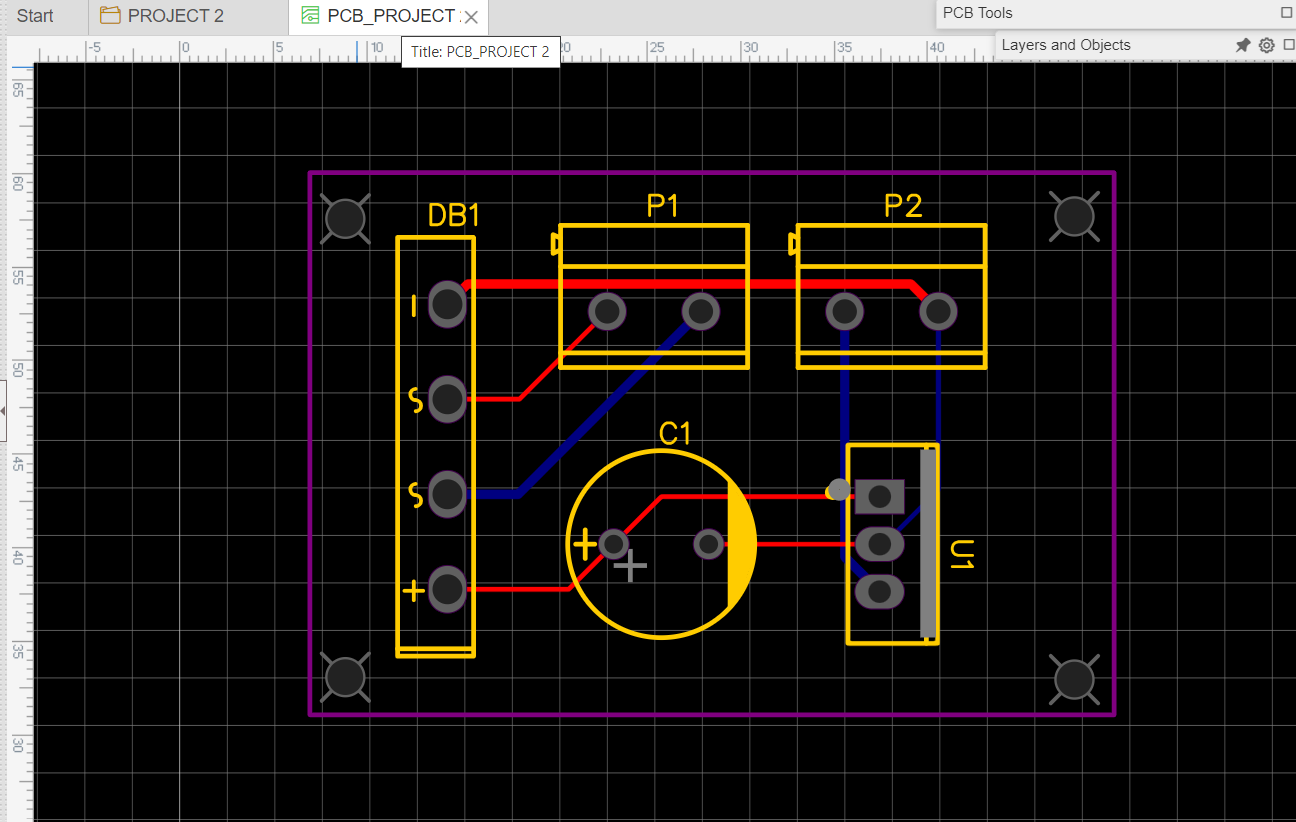 Start
PROJECT 2
PCB_PROJECT
PCB Tools
Layers and Objects
Title: PCB_PROJECT 2
-5 0 5 10 20 25 30 35 40
65
60
55
50
45
40
35
30
DB1
P1
P2
-
S
S
+
C1
+
U1